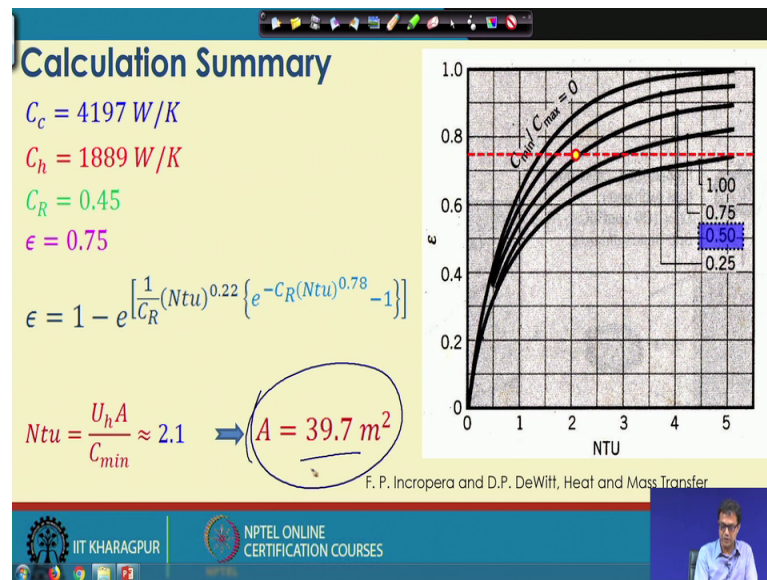 Calculation Summary
C_c = 4197 W/K
C_h = 1889 W/K
C_R = 0.45
ϵ = 0.75
ϵ = 1 − e^[1/C_R (Ntu)^0.22 {e^−C_R(Ntu)^0.78 −1}]
Ntu = U_h A / C_min ≈ 2.1
A = 39.7 m²
1.0
0.8
0.6
0.4
0.2
0
ε
C_min / C_max = 0
1.00
0.75
0.50
0.25
0 1 2 3 4 5
NTU
F. P. Incropera and D.P. DeWitt, Heat and Mass Transfer
IIT KHARAGPUR
NPTEL ONLINE
CERTIFICATION COURSES